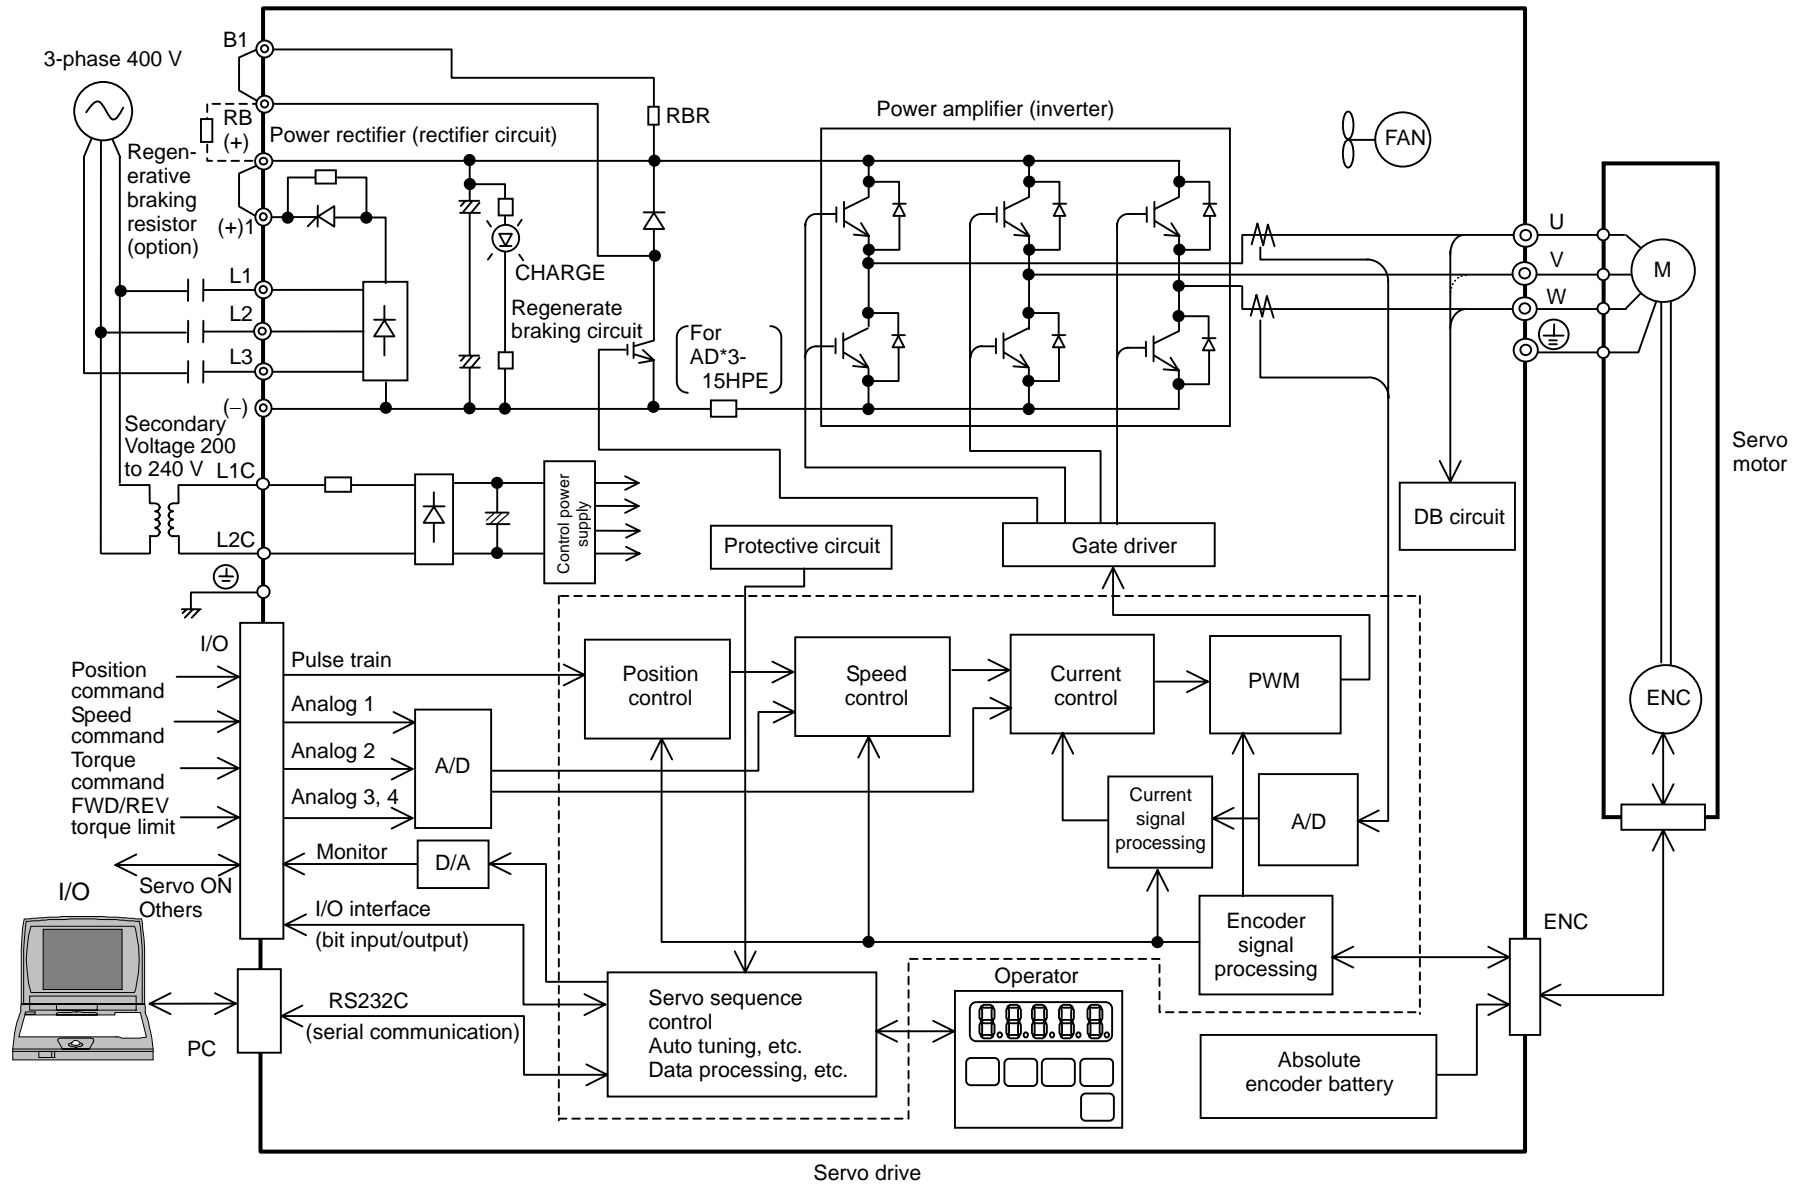 B1
3-phase 400 V
RB
(+)
RBR
Power amplifier (inverter)
Power rectifier (rectifier circuit)
FAN
Regen-
erative
braking
resistor
(option)
(+)1
CHARGE
L1
L2
L3
(−)
Regenerate
braking circuit
For
AD*3-
15HPE
U
V
W
M
Servo
motor
Secondary
Voltage 200
to 240 V
L1C
L2C
Control power
supply
Protective circuit
Gate driver
DB circuit
I/O
Position
command
Speed
command
Torque
command
FWD/REV
torque limit
Pulse train
Analog 1
Analog 2
Analog 3, 4
A/D
Position
control
Speed
control
Current
control
PWM
ENC
Current
signal
processing
A/D
Monitor
D/A
Servo ON
Others
I/O
I/O interface
(bit input/output)
Encoder
signal
processing
ENC
RS232C
(serial communication)
PC
Servo sequence
control
Auto tuning, etc.
Data processing, etc.
Operator
8.8.8.8.8.
Absolute
encoder battery
Servo drive